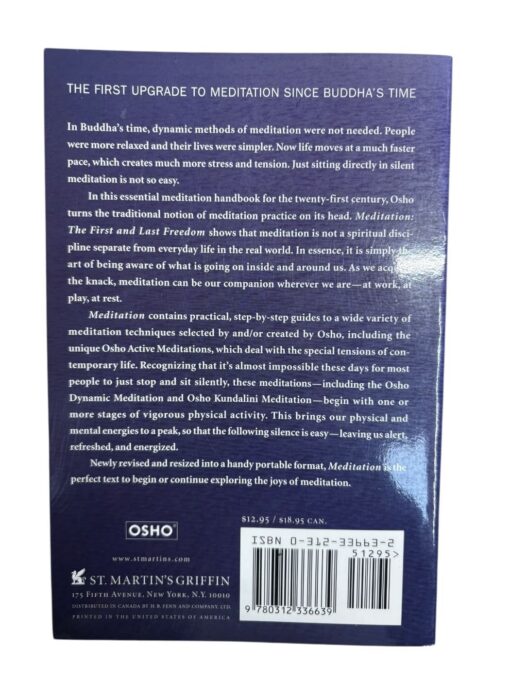 THE FIRST UPGRADE TO MEDITATION SINCE BUDDHA'S TIME
In Buddha's time, dynamic methods of meditation were not needed. People
were more relaxed and their lives were simpler. Now life moves at a much faster
pace, which creates much more stress and tension. Just sitting directly in silent
meditation is not so easy.
In this essential meditation handbook for the twenty-first century, Osho
turns the traditional notion of meditation practice on its head. Meditation:
The First and Last Freedom shows that meditation is not a spiritual disci-
pline separate from everyday life in the real world. In essence, it is simply the
art of being aware of what is going on inside and around us. As we acquire
the knack, meditation can be our companion wherever we are—at work, at
play, at rest.
Meditation contains practical, step-by-step guides to a wide variety of
meditation techniques selected by and/or created by Osho, including the
unique Osho Active Meditations, which deal with the special tensions of con-
temporary life. Recognizing that it's almost impossible these days for most
people to just stop and sit silently, these meditations—including the Osho
Dynamic Meditation and Osho Kundalini Meditation—begin with one or
more stages of vigorous physical activity. This brings our physical and
mental energies to a peak, so that the following silence is easy—leaving us alert,
refreshed, and energized.
Newly revised and resized into a handy portable format, Meditation is the
perfect text to begin or continue exploring the joys of meditation.
$12.95 / $18.95 CAN.
OSHO®
ISBN 0-312-33663-2
51295>
www.stmartins.com
ST. MARTIN'S GRIFFIN
175 FIFTH AVENUE, NEW YORK, N.Y. 10010
DISTRIBUTED IN CANADA BY H. B. FENN AND COMPANY, LTD.
PRINTED IN THE UNITED STATES OF AMERICA
9 780312 336639